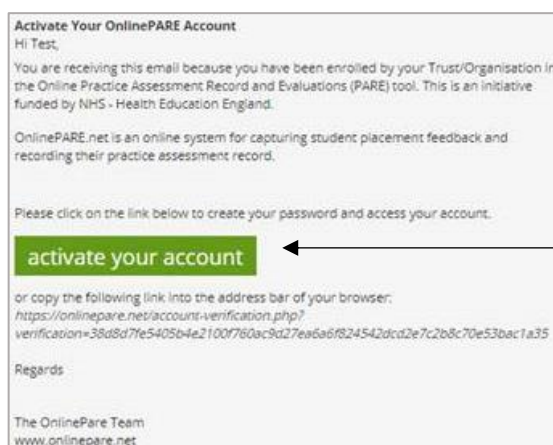 Activate Your OnlinePARE Account
Hi Test,
You are receiving this email because you have been enrolled by your Trust/Organisation in
the Online Practice Assessment Record and Evaluations (PARE) tool. This is an initiative
funded by NHS - Health Education England.
OnlinePARE.net is an online system for capturing student placement feedback and
recording their practice assessment record.
Please click on the link below to create your password and access your account.
activate your account
or copy the following link into the address bar of your browser:
https://onlinepare.net/account-verification.php?
verification=38d8d7fe5405b4e2100f760ac9d27ea6a6f824542dcd2e7c2b8c70e53bac1a35
Regards
The OnlinePare Team
www.onlinepare.net